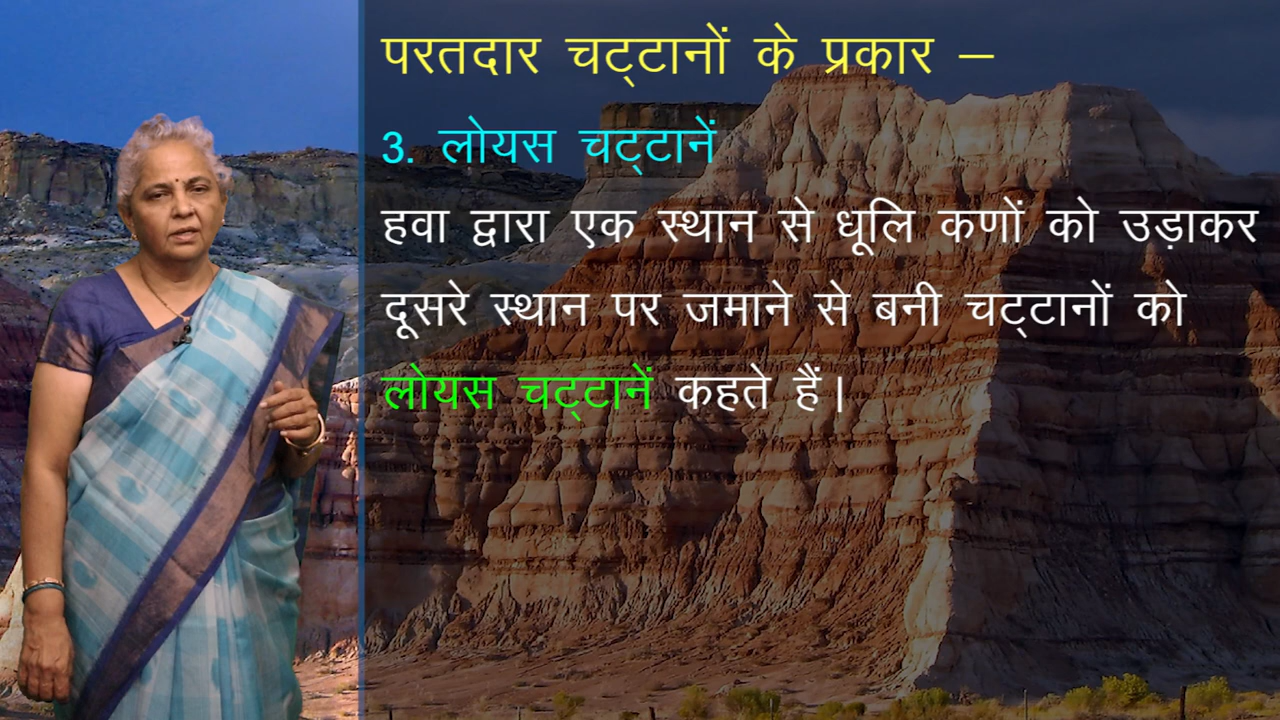 परतदार चट्टानों के प्रकार –
3. लोयस चट्टानें
हवा द्वारा एक स्थान से धूलि कणों को उड़ाकर
दूसरे स्थान पर जमाने से बनी चट्टानों को
लोयस चट्टानें कहते हैं।